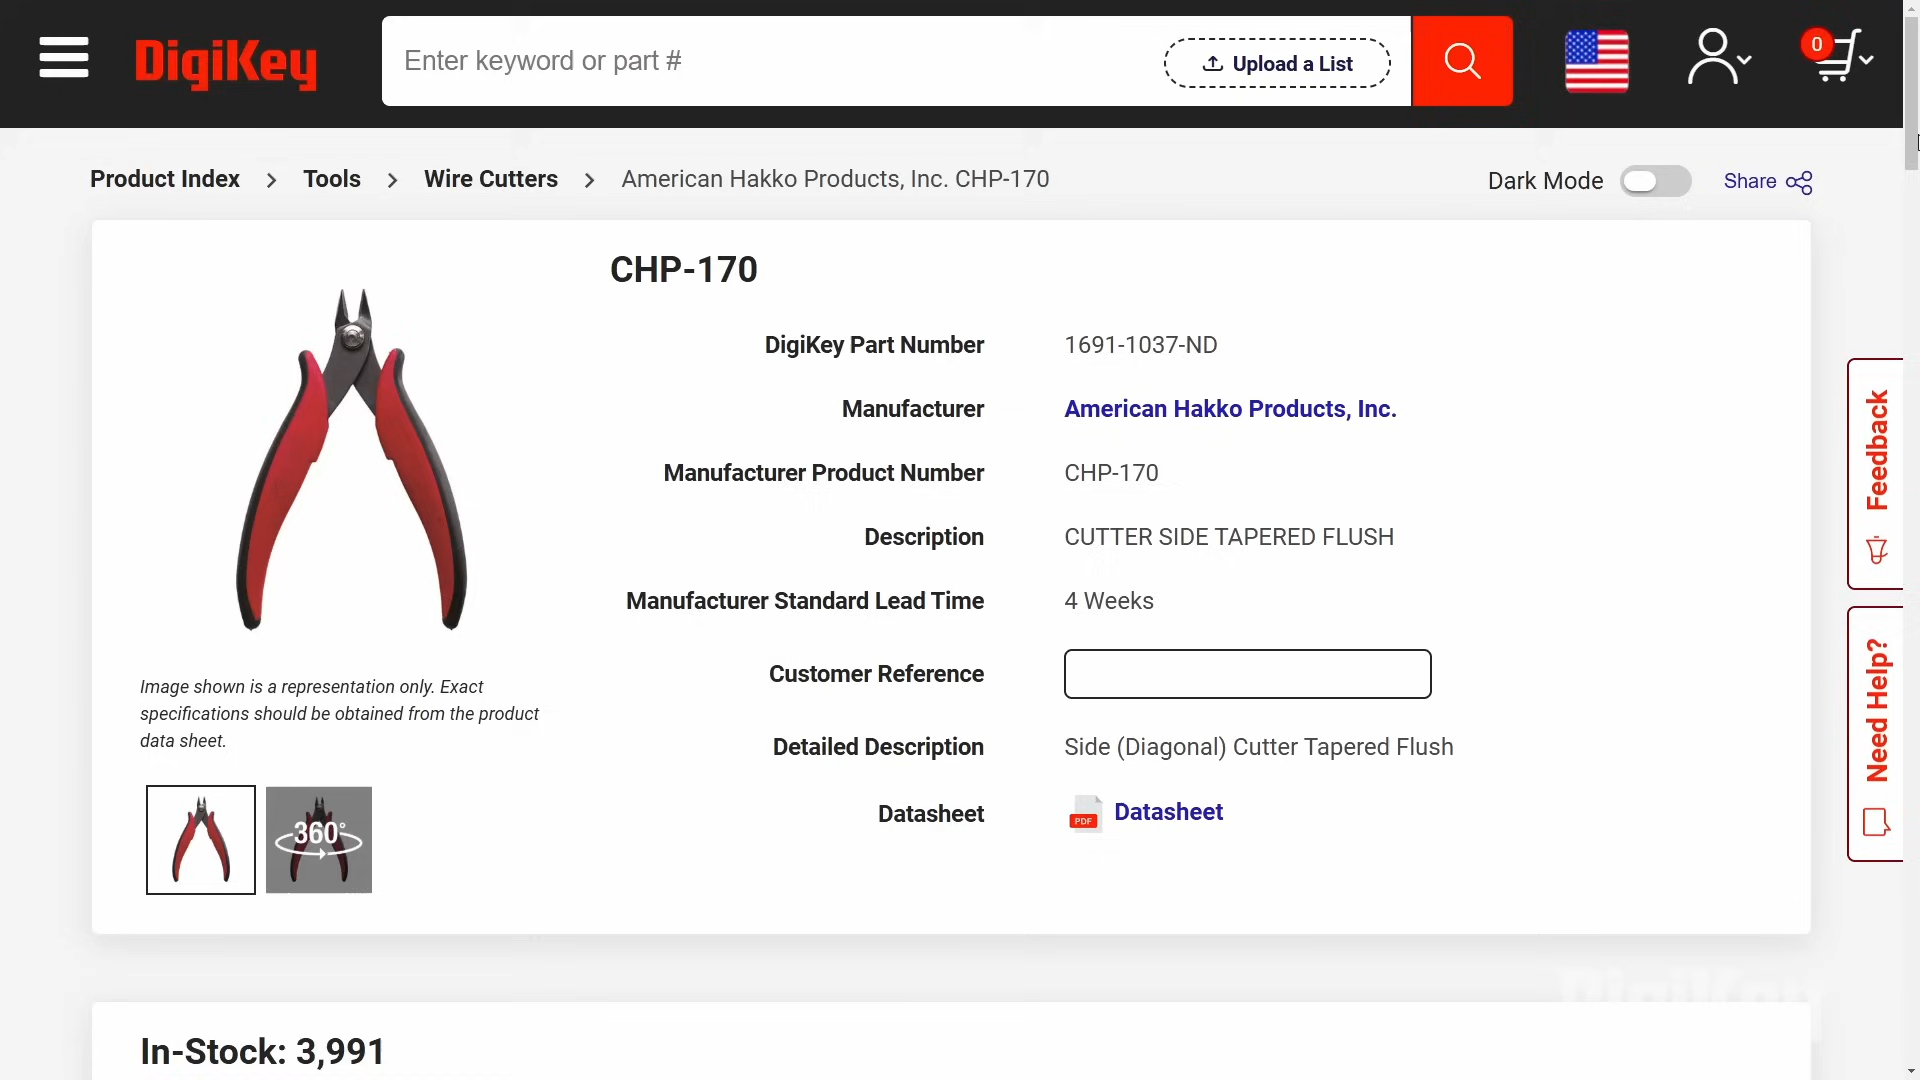 DigiKey
Enter keyword or part #
Upload a List
0
Product Index > Tools > Wire Cutters > American Hakko Products, Inc. CHP-170
Dark Mode
Share
CHP-170
DigiKey Part Number 1691-1037-ND
Manufacturer American Hakko Products, Inc.
Manufacturer Product Number CHP-170
Description CUTTER SIDE TAPERED FLUSH
Manufacturer Standard Lead Time 4 Weeks
Customer Reference
Detailed Description Side (Diagonal) Cutter Tapered Flush
Datasheet PDF Datasheet
Image shown is a representation only. Exact
specifications should be obtained from the product
data sheet.
360°
Feedback
Need Help?
DigiKey
In-Stock: 3,991